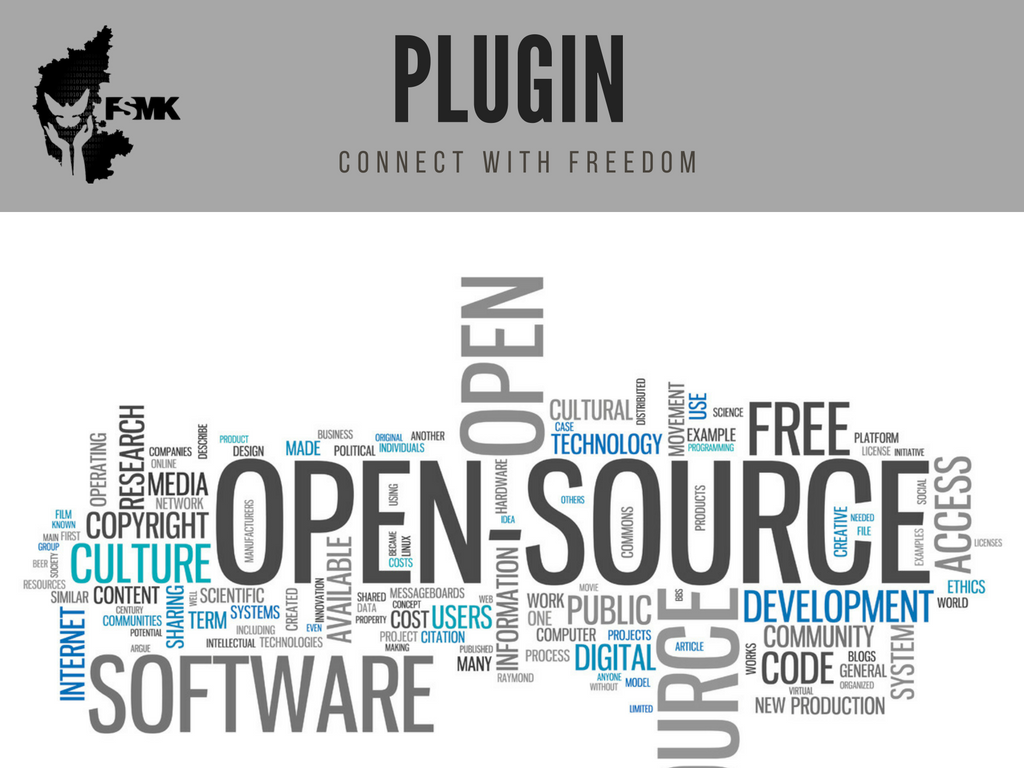 FSMK
PLUGIN
CONNECT WITH FREEDOM
OPEN
CULTURAL
DISTRIBUTED
MOVEMENT
USE
SCIENCE
FREE
CASE
TECHNOLOGY
EXAMPLE
PROGRAMMING
PLATFORM
LICENSE
INITIATIVE
OPERATING
RESEARCH
COMPANIES
ONLINE
DESCRIBE
PRODUCT
DESIGN
MADE
BUSINESS
POLITICAL
ORIGINAL
INDIVIDUALS
ANOTHER
MEDIA
NETWORK
OPEN-SOURCE
MANUFACTURERS
USING
BECAME
LINUX
COSTS
HARDWARE
IDEA
OTHERS
COMMONS
PRODUCTS
CREATIVE
NEEDED
FILE
SOCIAL
EXAMPLES
ACCESS
LICENSES
FILM
KNOWN
MAIN
FIRST
GROUP
COPYRIGHT
BEER
SOCIETY
CULTURE
RESOURCES
SIMILAR
CONTENT
SHARING
WELL
SCIENTIFIC
CREATED
INNOVATION
AVAILABLE
SHARED
DATA
PROPERTY
MESSAGEBOARDS
CONCEPT
COST
USERS
WEB
INFORMATION
MOVIE
WORK
ONE
PUBLIC
BBS
SOURCE
DEVELOPMENT
ETHICS
WORLD
INTERNET
CENTURY
COMMUNITIES
POTENTIAL
ARGUE
TERM
SYSTEMS
INCLUDING
EVEN
INTELLECTUAL
TECHNOLOGIES
PROJECT
CITATION
MAKING
PUBLISHED
MANY
RAYMOND
COMPUTER
PROJECTS
PROCESS
DIGITAL
ARTICLE
ANYONE
WITHOUT
MODEL
LIMITED
WORKS
COMMUNITY
CODE
BLOGS
GENERAL
VIRTUAL
ORGANIZED
SYSTEM
NEW
PRODUCTION
SOFTWARE